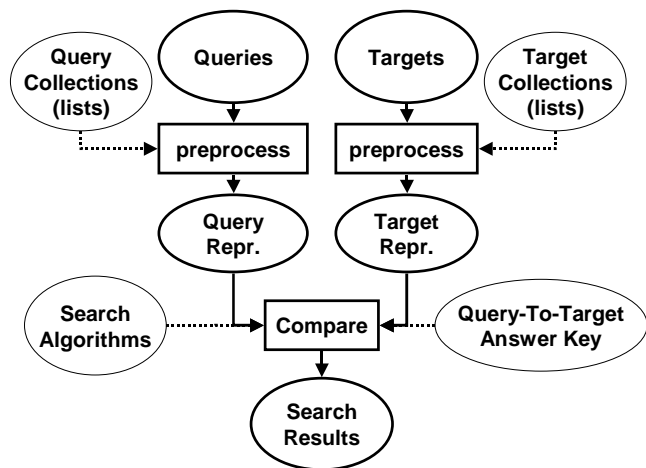 Query
Collections
(lists)
Queries
Targets
Target
Collections
(lists)
preprocess
preprocess
Query
Repr.
Target
Repr.
Search
Algorithms
Compare
Query-To-Target
Answer Key
Search
Results